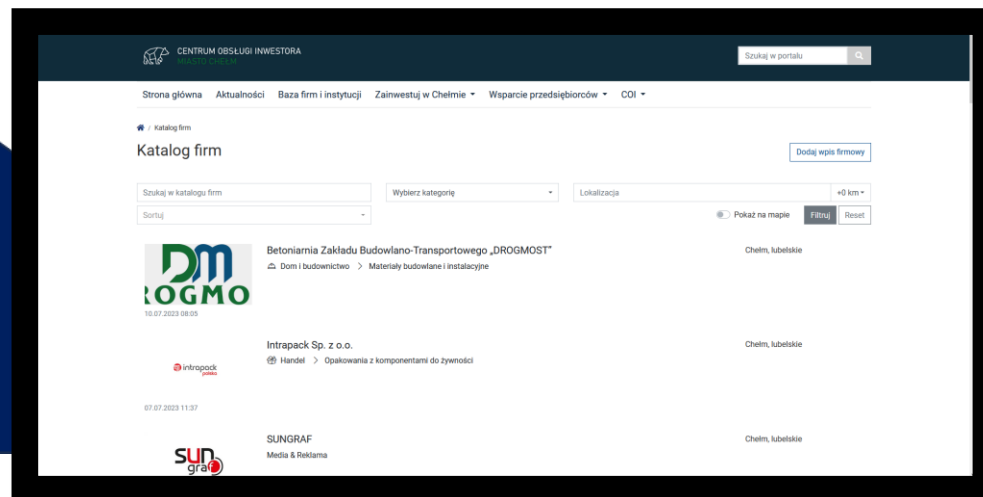 CENTRUM OBSŁUGI INWESTORA
MIASTO CHEŁM
Szukaj w portalu
Strona główna Aktualności Baza firm i instytucji Zainwestuj w Chełmie Wsparcie przedsiębiorców COI
/ Katalog firm
Katalog firm
Dodaj wpis firmowy
Szukaj w katalogu firm Wybierz kategorię Lokalizacja +0 km
Sortuj Pokaż na mapie Filtruj Reset
DM
ROGMO
Betoniarnia Zakładu Budowlano-Transportowego „DROGMOST”
Chełm, lubelskie
Dom i budownictwo > Materiały budowlane i instalacyjne
10.07.2023 08:05
Intrapack Sp. z o.o.
Chełm, lubelskie
Handel > Opakowania z komponentami do żywności
intrapack
polska
07.07.2023 11:37
SUNGRAF
Chełm, lubelskie
Media & Reklama
sun
graf